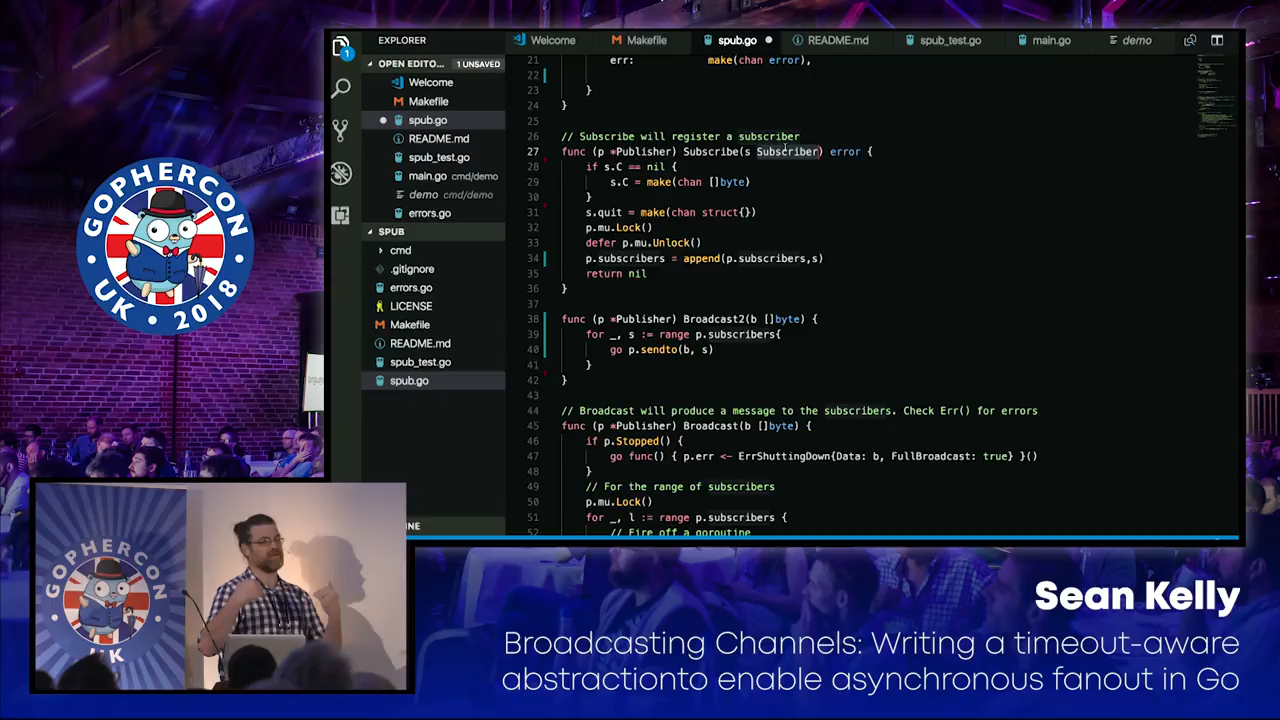 GOPHERCON
UK • 2018
EXPLORER
OPEN EDITO... 1 UNSAVED
Welcome
Makefile
spub.go
README.md
spub_test.go
main.go cmd/demo
demo cmd/demo
errors.go
SPUB
cmd
.gitignore
errors.go
LICENSE
Makefile
README.md
spub_test.go
spub.go
1
Welcome Makefile spub.go README.md spub_test.go main.go demo
21 err: make(chan error),
22
23 }
24 }
25
26 // Subscribe will register a subscriber
27 func (p *Publisher) Subscribe(s Subscriber) error {
28 if s.C == nil {
29 s.C = make(chan []byte)
30 }
31 s.quit = make(chan struct{})
32 p.mu.Lock()
33 defer p.mu.Unlock()
34 p.subscribers = append(p.subscribers,s)
35 return nil
36 }
37
38 func (p *Publisher) Broadcast2(b []byte) {
39 for _, s := range p.subscribers{
40 go p.sendto(b, s)
41 }
42 }
43
44 // Broadcast will produce a message to the subscribers. Check Err() for errors
45 func (p *Publisher) Broadcast(b []byte) {
46 if p.Stopped() {
47 go func() { p.err <- ErrShuttingDown{Data: b, FullBroadcast: true} }()
48 }
49 // For the range of subscribers
50 p.mu.Lock()
51 for _, l := range p.subscribers {
52 // Fire off a goroutine
GOPHERCON
UK
Sean Kelly
Broadcasting Channels: Writing a timeout-aware
abstractionto enable asynchronous fanout in Go